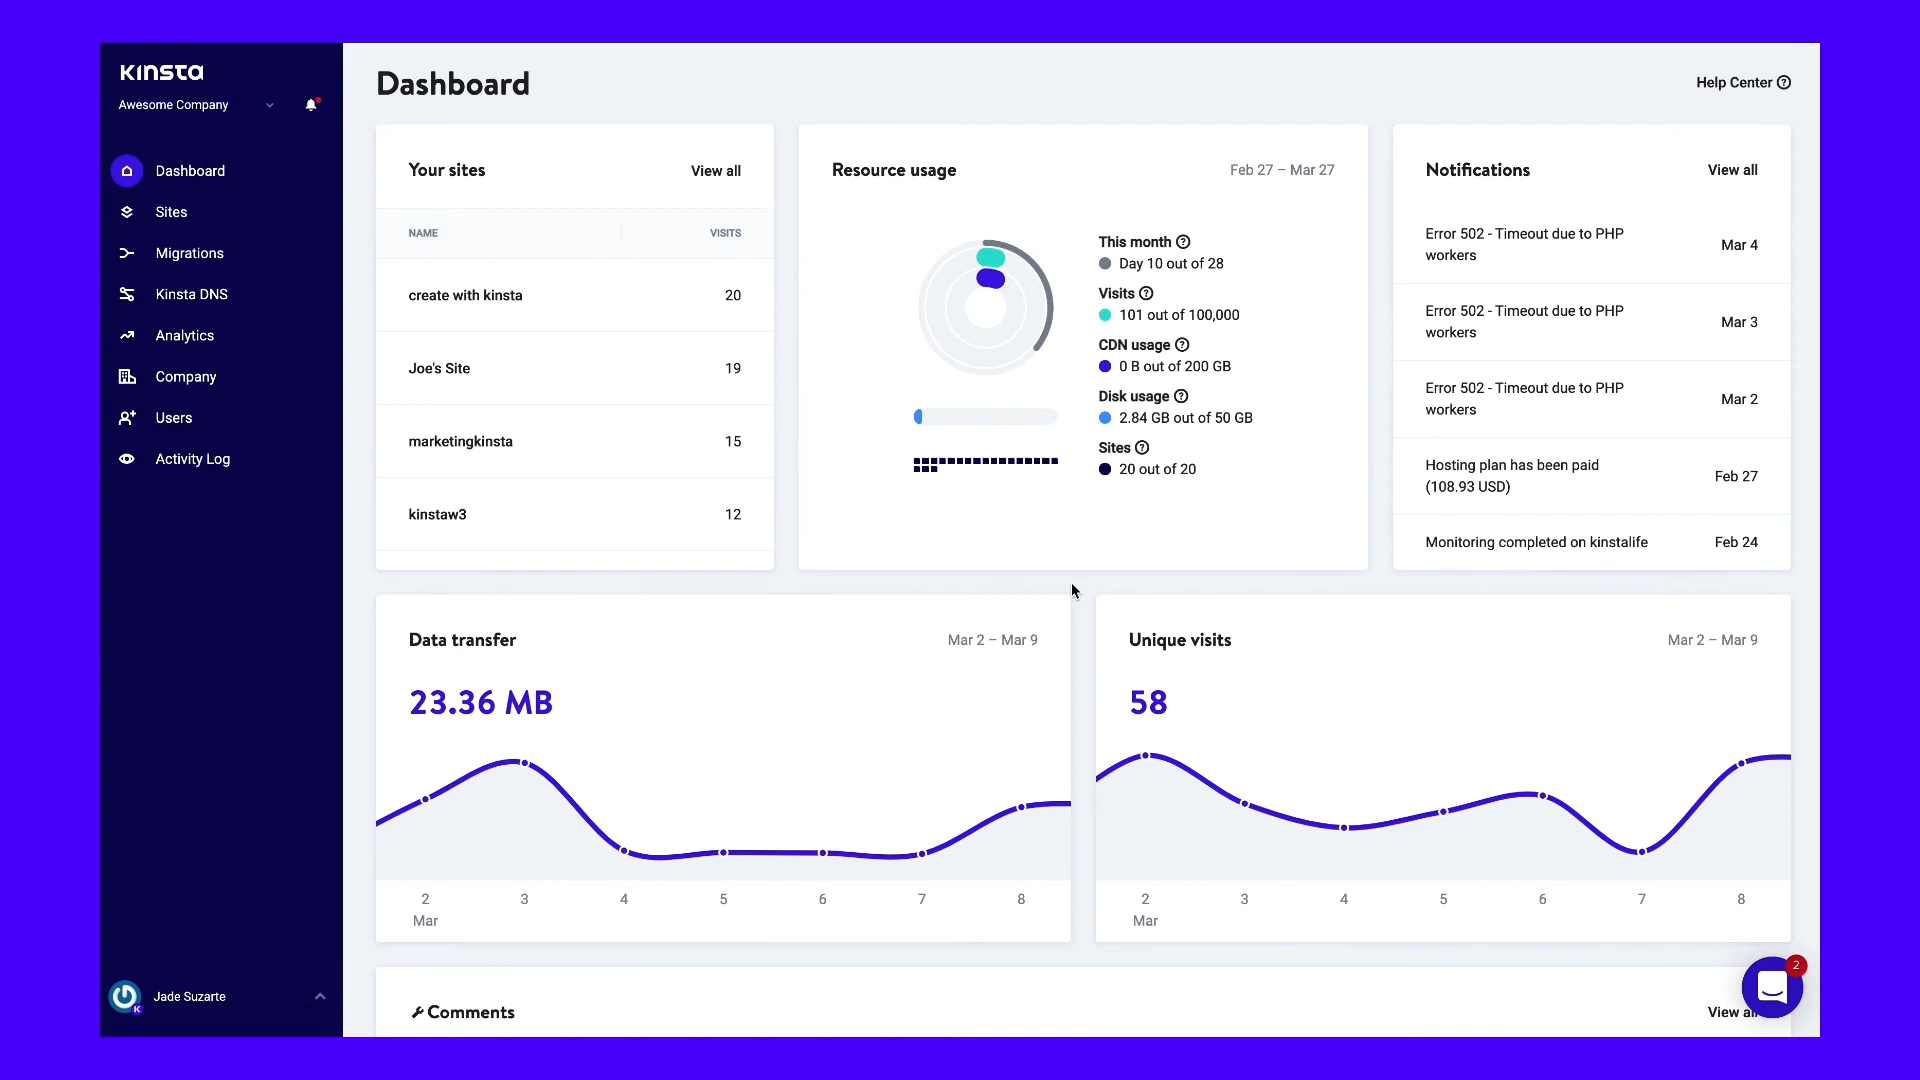 KINSTA
Awesome Company
Dashboard
Sites
Migrations
Kinsta DNS
Analytics
Company
Users
Activity Log
Jade Suzarte
K
Dashboard
Help Center
Your sites
View all
NAME
VISITS
create with kinsta
20
Joe's Site
19
marketingkinsta
15
kinstaw3
12
Resource usage
Feb 27 – Mar 27
This month
Day 10 out of 28
Visits
101 out of 100,000
CDN usage
0 B out of 200 GB
Disk usage
2.84 GB out of 50 GB
Sites
20 out of 20
Notifications
View all
Error 502 - Timeout due to PHP
workers
Mar 4
Error 502 - Timeout due to PHP
workers
Mar 3
Error 502 - Timeout due to PHP
workers
Mar 2
Hosting plan has been paid
(108.93 USD)
Feb 27
Monitoring completed on kinstalife
Feb 24
Data transfer
Mar 2 – Mar 9
23.36 MB
2 3 4 5 6 7 8
Mar
Unique visits
Mar 2 – Mar 9
58
2 3 4 5 6 7 8
Mar
Comments
View all
2